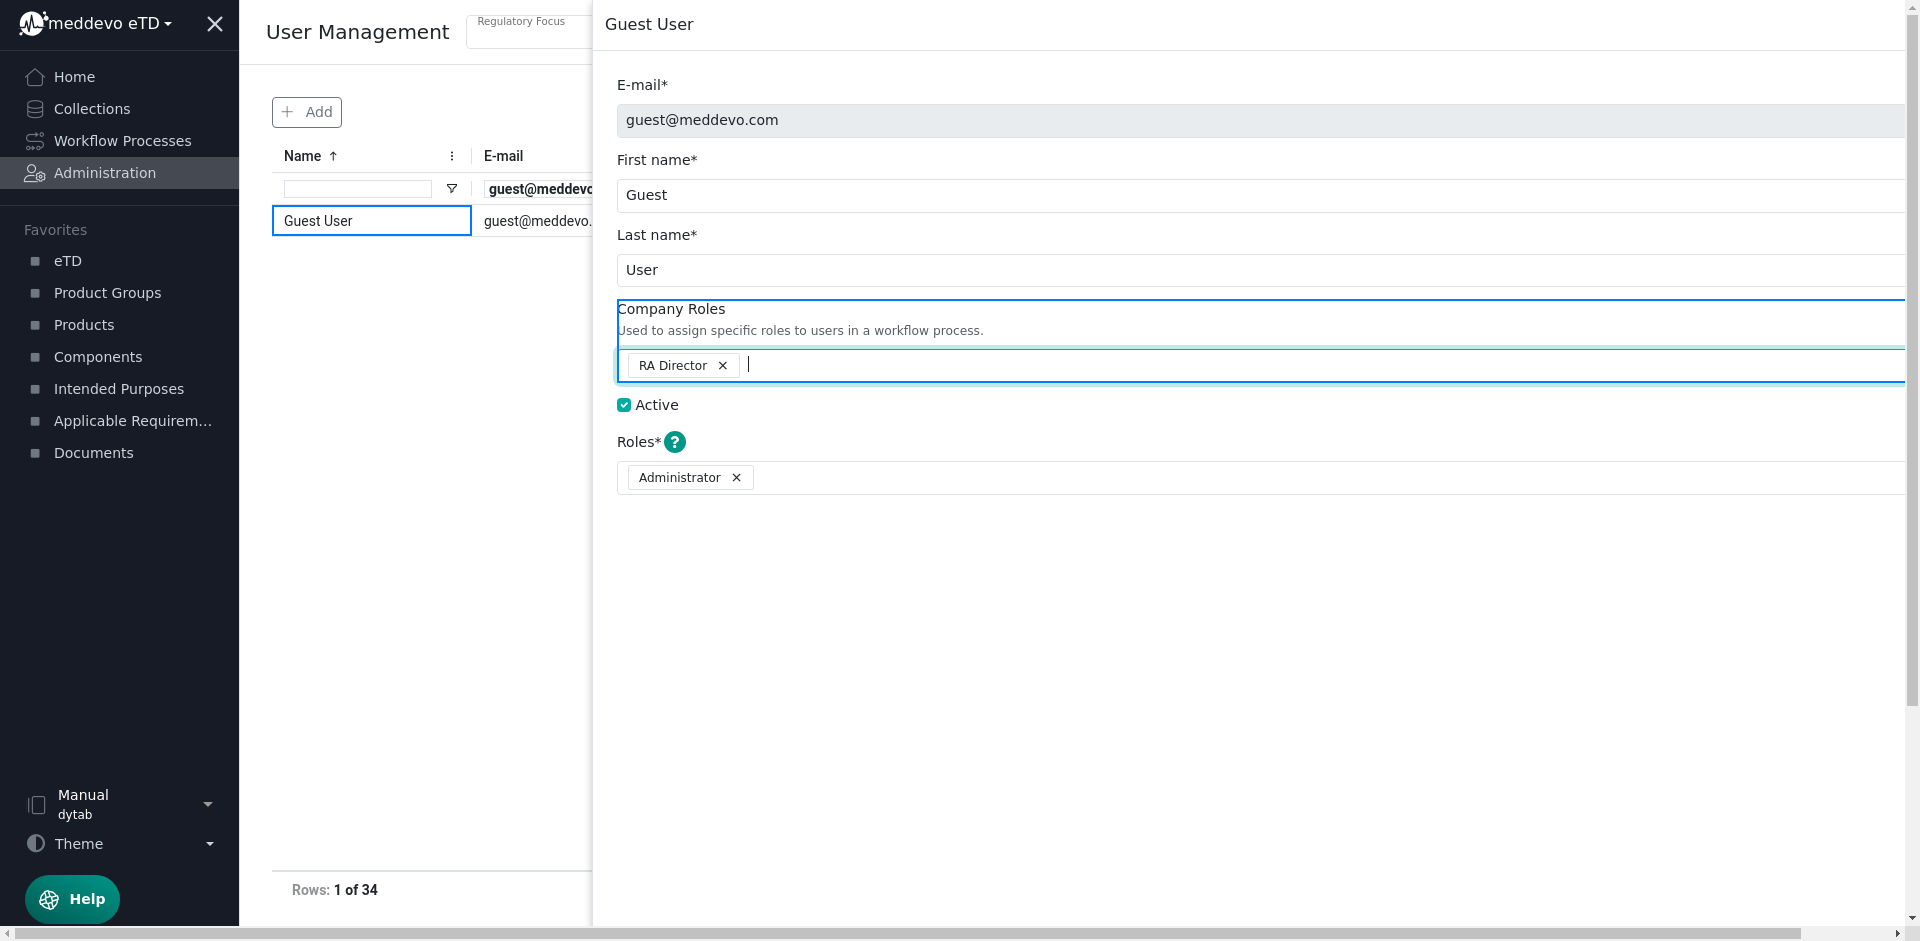 meddevo eTD
Home
Collections
Workflow Processes
Administration
Favorites
eTD
Product Groups
Products
Components
Intended Purposes
Applicable Requirem...
Documents
Manual
dytab
Theme
Help
User Management
Regulatory Focus
Add
Name
E-mail
guest@meddevo
Guest User
guest@meddevo.
Rows: 1 of 34
Guest User
E-mail*
guest@meddevo.com
First name*
Guest
Last name*
User
Company Roles
Used to assign specific roles to users in a workflow process.
RA Director
Active
Roles* ?
Administrator